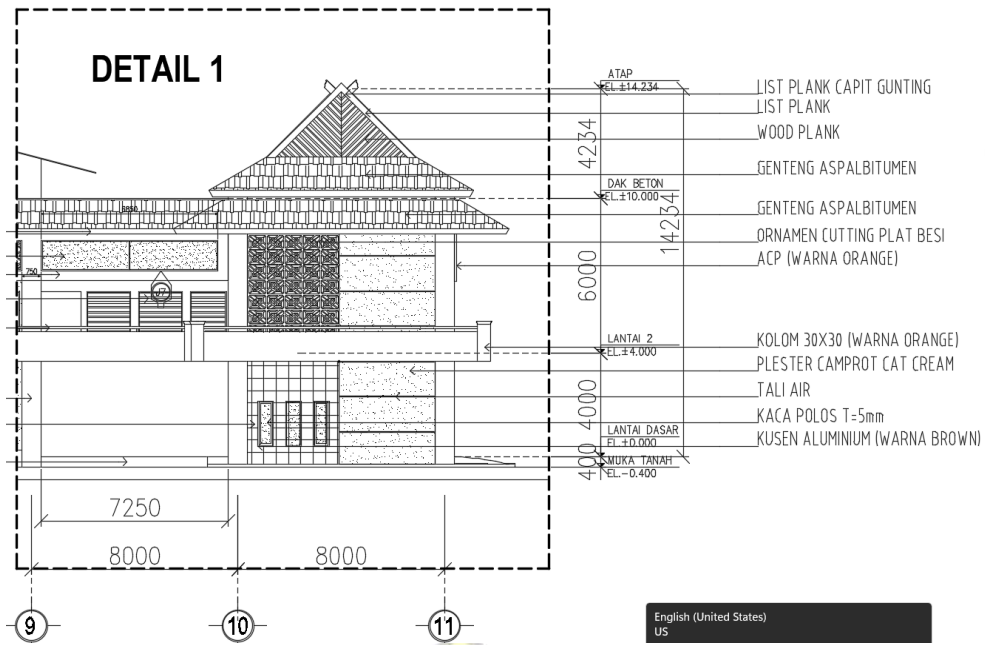 DETAIL 1
ATAP
EL.±14.234
LIST PLANK CAPIT GUNTING
LIST PLANK
WOOD PLANK
4234
GENTENG ASPALBITUMEN
DAK BETON
EL.±10.000
GENTENG ASPALBITUMEN
3850
14234
ORNAMEN CUTTING PLAT BESI
ACP (WARNA ORANGE)
750
J7
6000
LANTAI 2
EL.±4.000
KOLOM 30X30 (WARNA ORANGE)
PLESTER CAMPROT CAT CREAM
TALI AIR
4000
KACA POLOS T=5mm
LANTAI DASAR
EL.±0.000
KUSEN ALUMINIUM (WARNA BROWN)
400
MUKA TANAH
EL.-0.400
7250
8000
8000
9
10
11
English (United States)
US